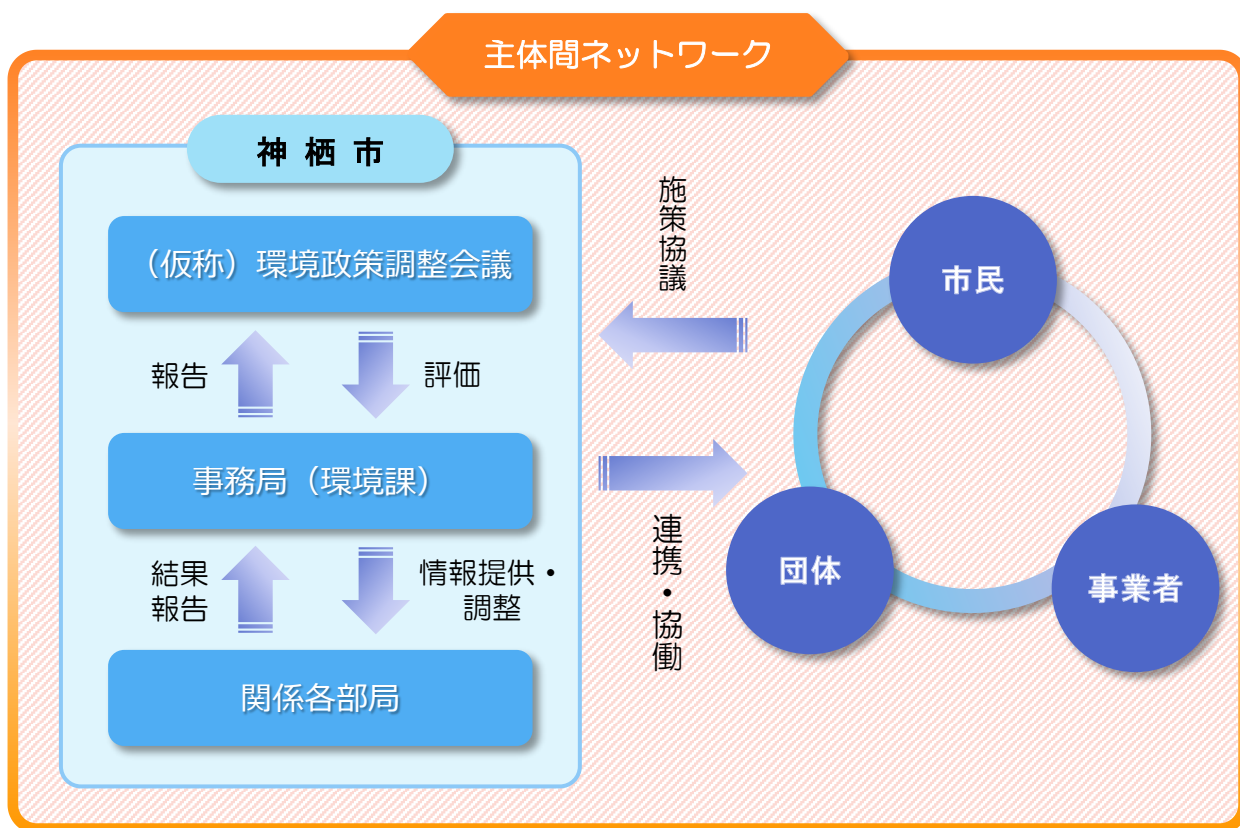 主体間ネットワーク
神栖市
（仮称）環境政策調整会議
報告
評価
事務局（環境課）
結果
報告
情報提供・
調整
関係各部局
施策協議
連携・協働
市民
団体
事業者